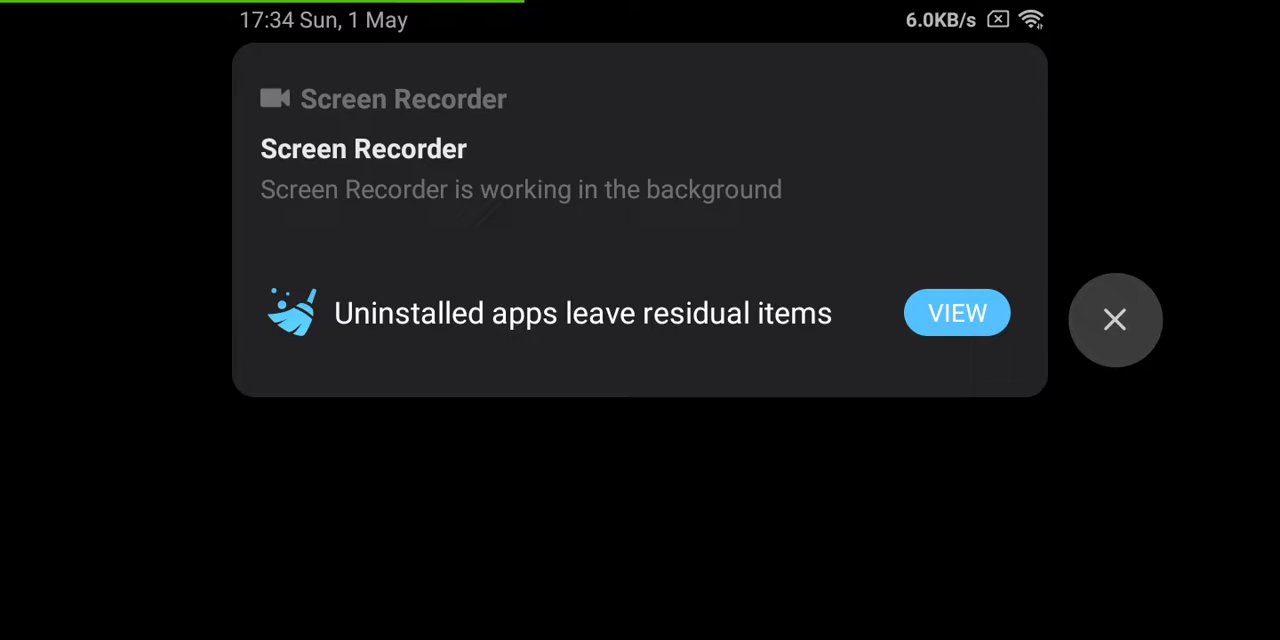 17:34 Sun, 1 May
6.0KB/s
Screen Recorder
Screen Recorder
Screen Recorder is working in the background
Uninstalled apps leave residual items
VIEW